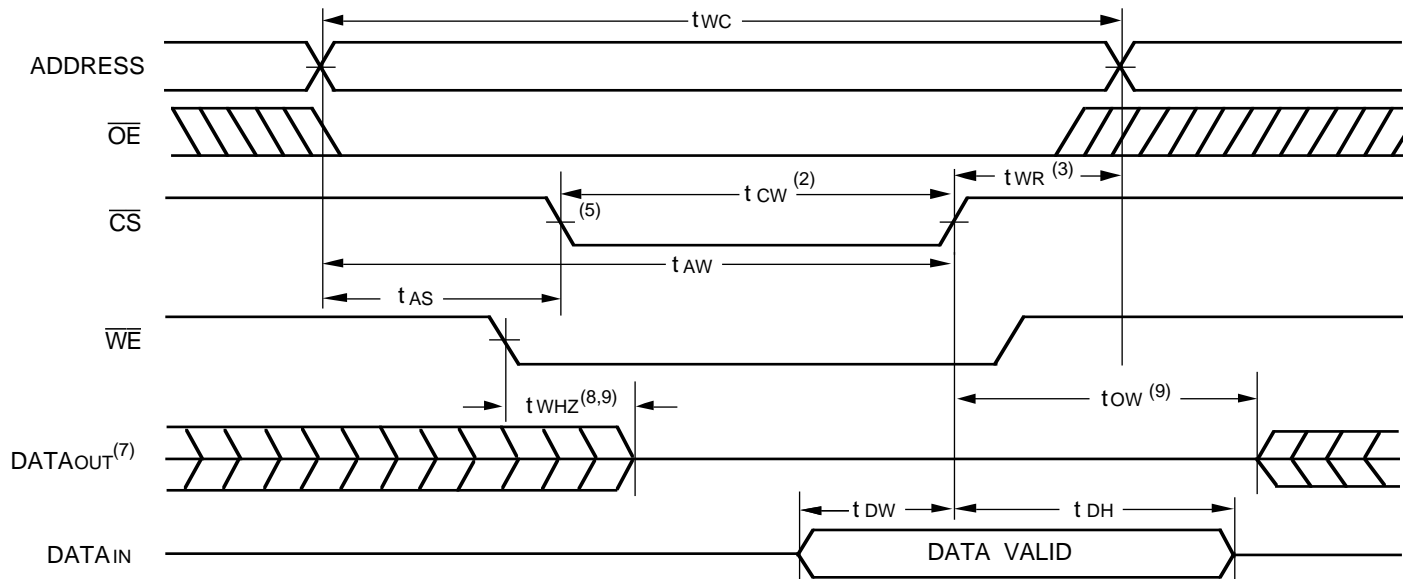 tWC
ADDRESS
OE
tCW (2)
tWR (3)
CS
(5)
tAW
tAS
WE
tWHZ(8,9)
tOW (9)
DATAOUT(7)
tDW
tDH
DATAIN
DATA VALID